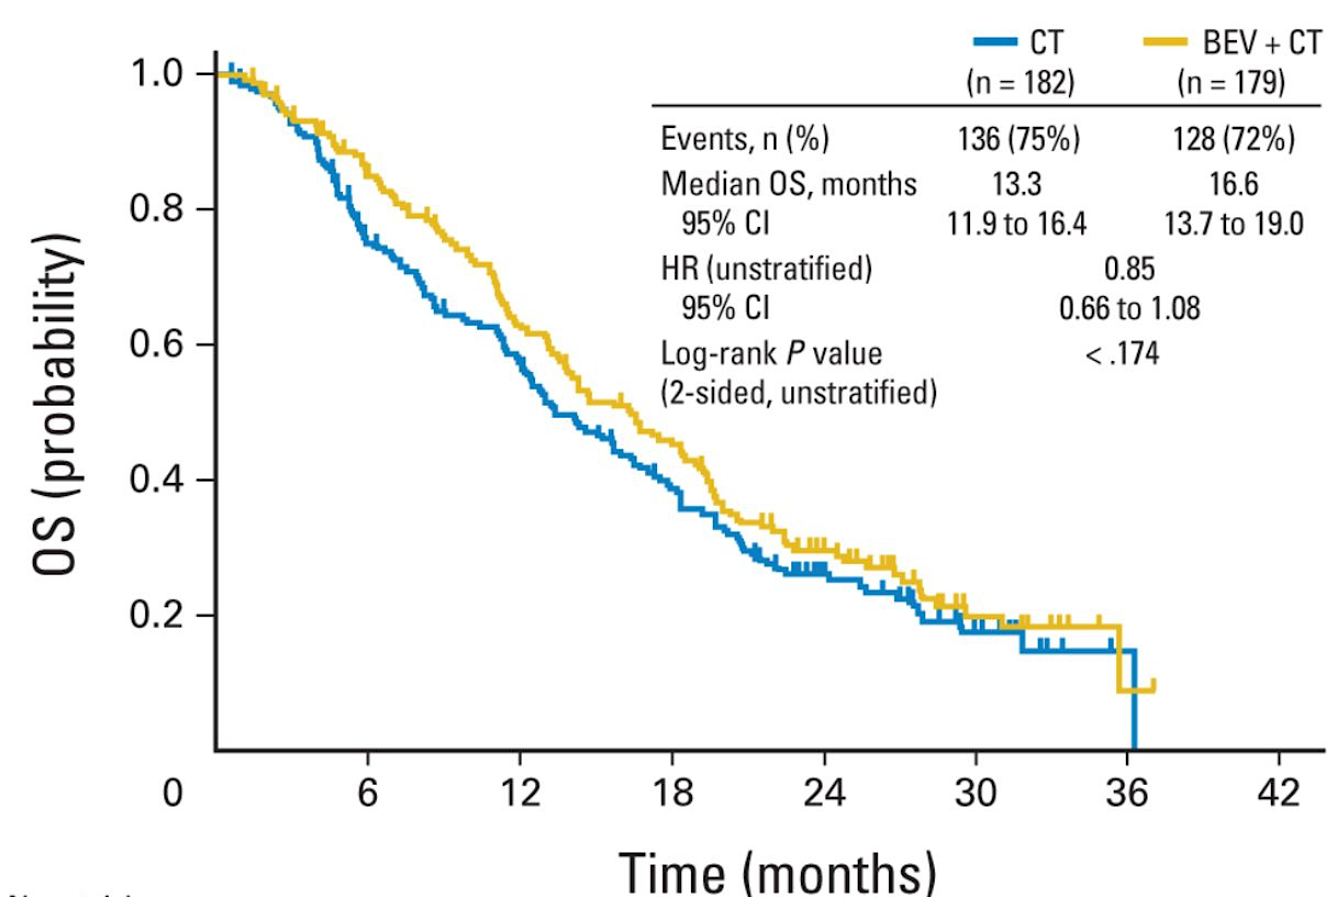 CT BEV + CT
(n = 182) (n = 179)
Events, n (%) 136 (75%) 128 (72%)
Median OS, months 13.3 16.6
95% CI 11.9 to 16.4 13.7 to 19.0
HR (unstratified) 0.85
95% CI 0.66 to 1.08
Log-rank P value < .174
(2-sided, unstratified)
OS (probability)
1.0
0.8
0.6
0.4
0.2
0 6 12 18 24 30 36 42
Time (months)